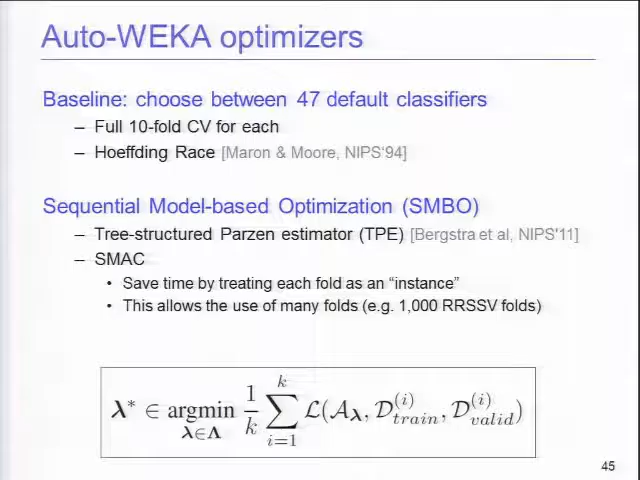 Auto-WEKA optimizers
Baseline: choose between 47 default classifiers
– Full 10-fold CV for each
– Hoeffding Race [Maron & Moore, NIPS‘94]
Sequential Model-based Optimization (SMBO)
– Tree-structured Parzen estimator (TPE) [Bergstra et al, NIPS’11]
– SMAC
• Save time by treating each fold as an “instance”
• This allows the use of many folds (e.g. 1,000 RRSSV folds)
λ* ∈ argmin_{λ∈Λ} 1/k ∑_{i=1}^{k} L(A_λ, D_{train}^{(i)}, D_{valid}^{(i)})
45